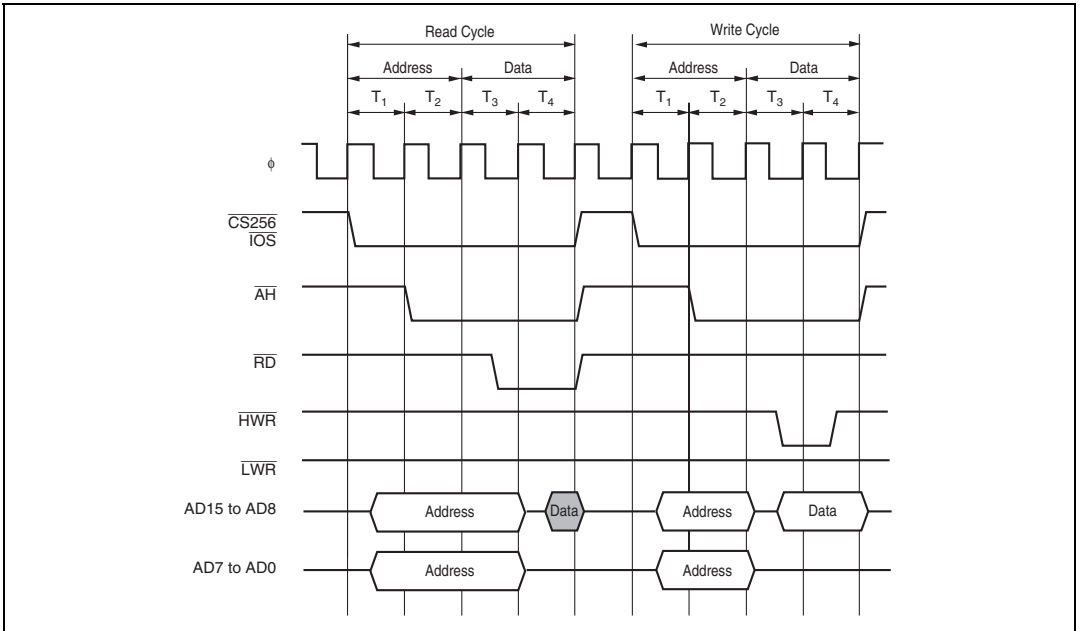 Read Cycle Write Cycle
Address Data Address Data
T1 T2 T3 T4 T1 T2 T3 T4
ϕ
CS256
IOS
AH
RD
HWR
LWR
AD15 to AD8 Address Data Address Data
AD7 to AD0 Address Address